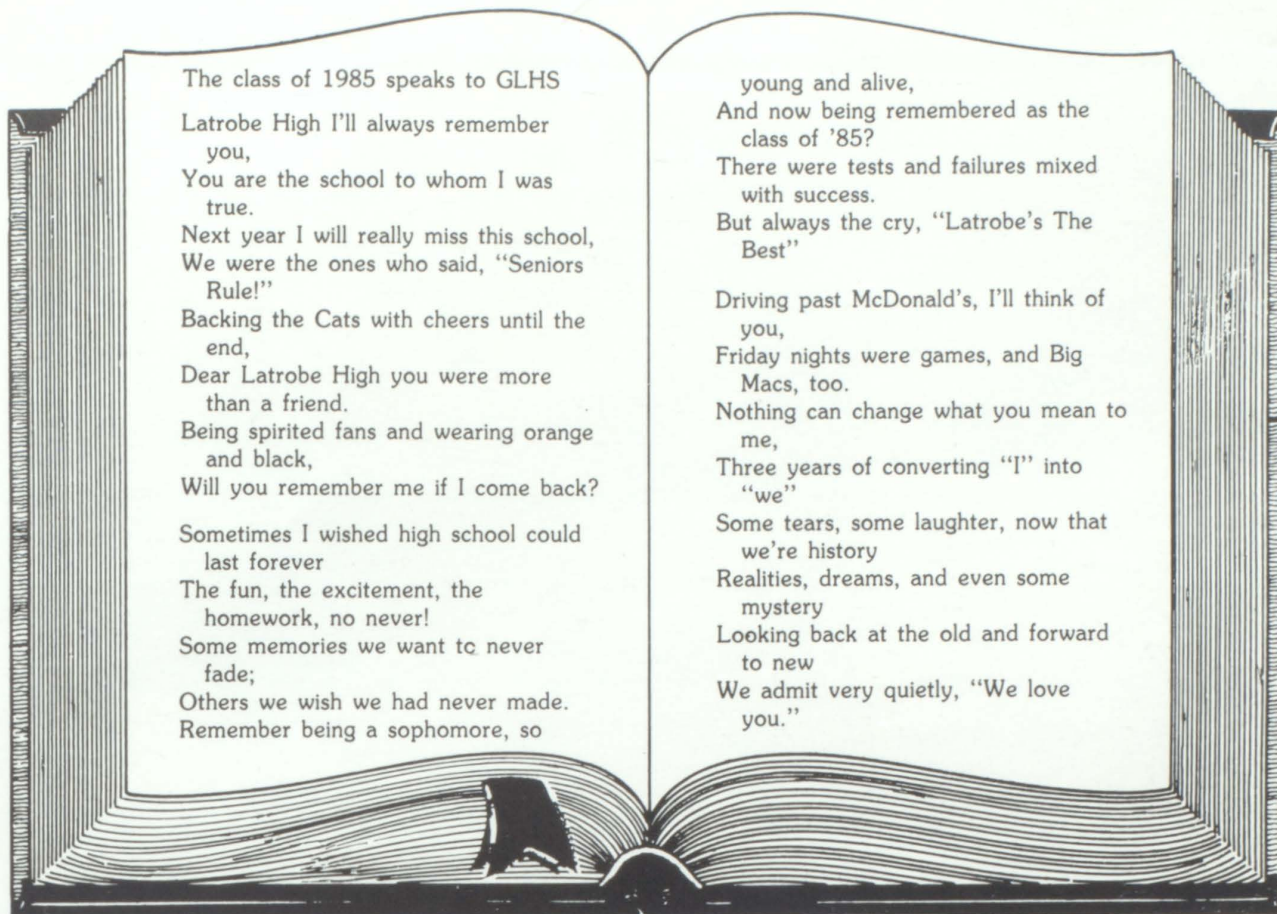 The class of 1985 speaks to GLHS
Latrobe High I'll always remember
you,
You are the school to whom I was
true.
Next year I will really miss this school,
We were the ones who said, "Seniors
Rule!"
Backing the Cats with cheers until the
end,
Dear Latrobe High you were more
than a friend.
Being spirited fans and wearing orange
and black,
Will you remember me if I come back?
Sometimes I wished high school could
last forever
The fun, the excitement, the
homework, no never!
Some memories we want to never
fade;
Others we wish we had never made.
Remember being a sophomore, so
young and alive,
And now being remembered as the
class of '85?
There were tests and failures mixed
with success.
But always the cry, "Latrobe's The
Best"
Driving past McDonald's, I'll think of
you,
Friday nights were games, and Big
Macs, too.
Nothing can change what you mean to
me,
Three years of converting "I" into
"we"
Some tears, some laughter, now that
we're history
Realities, dreams, and even some
mystery
Looking back at the old and forward
to new
We admit very quietly, "We love
you."